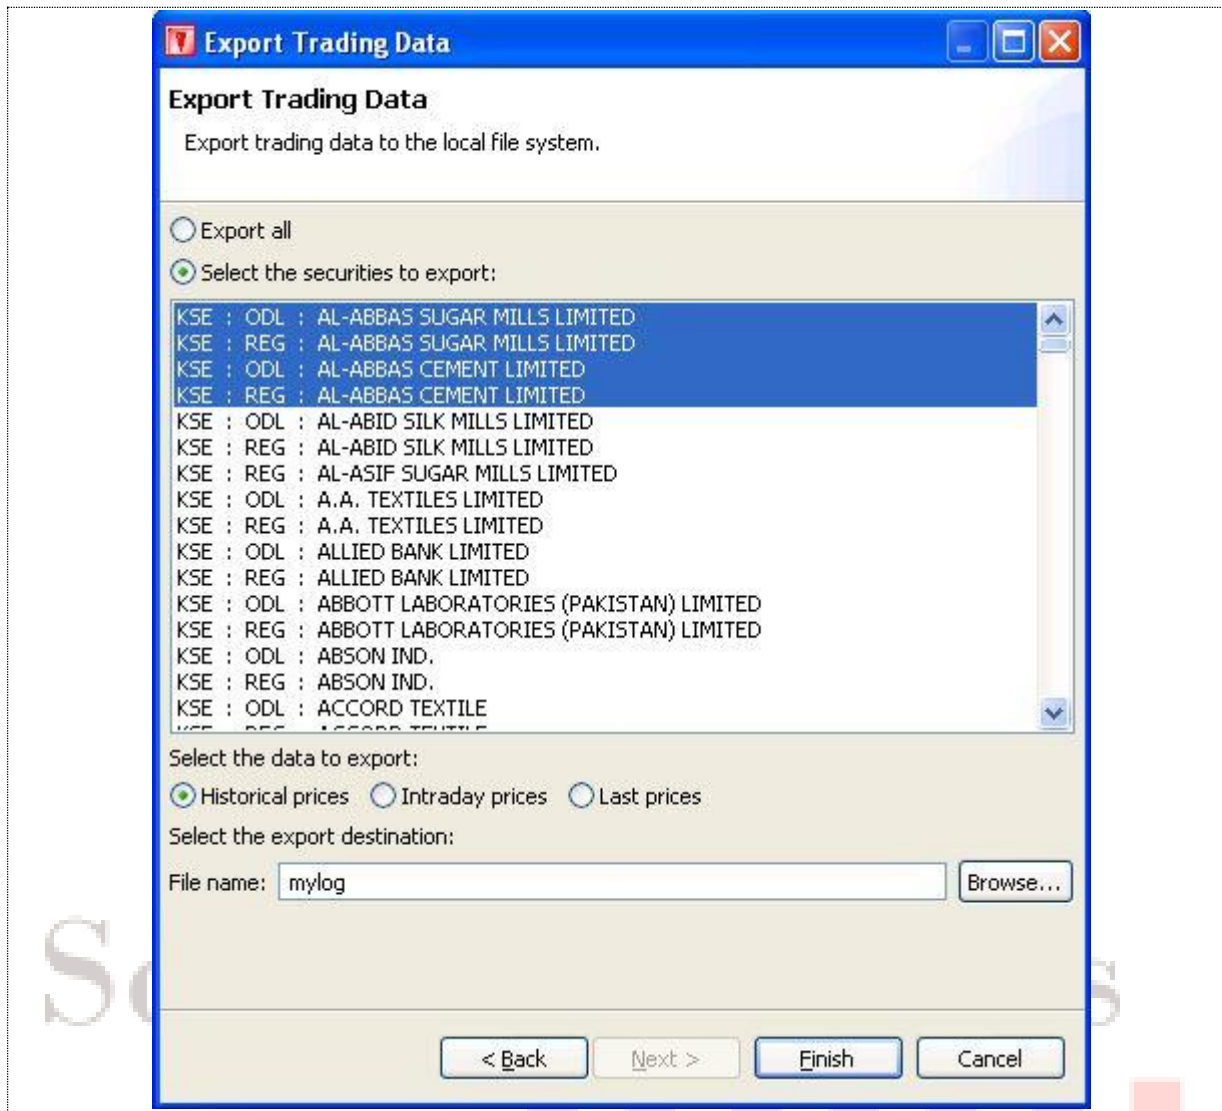 Export Trading Data
Export Trading Data
Export trading data to the local file system.
Export all
Select the securities to export:
KSE : ODL : AL-ABBAS SUGAR MILLS LIMITED
KSE : REG : AL-ABBAS SUGAR MILLS LIMITED
KSE : ODL : AL-ABBAS CEMENT LIMITED
KSE : REG : AL-ABBAS CEMENT LIMITED
KSE : ODL : AL-ABID SILK MILLS LIMITED
KSE : REG : AL-ABID SILK MILLS LIMITED
KSE : REG : AL-ASIF SUGAR MILLS LIMITED
KSE : ODL : A.A. TEXTILES LIMITED
KSE : REG : A.A. TEXTILES LIMITED
KSE : ODL : ALLIED BANK LIMITED
KSE : REG : ALLIED BANK LIMITED
KSE : ODL : ABBOTT LABORATORIES (PAKISTAN) LIMITED
KSE : REG : ABBOTT LABORATORIES (PAKISTAN) LIMITED
KSE : ODL : ABSON IND.
KSE : REG : ABSON IND.
KSE : ODL : ACCORD TEXTILE
Select the data to export:
Historical prices Intraday prices Last prices
Select the export destination:
File name: mylog Browse...
< Back Next > Finish Cancel